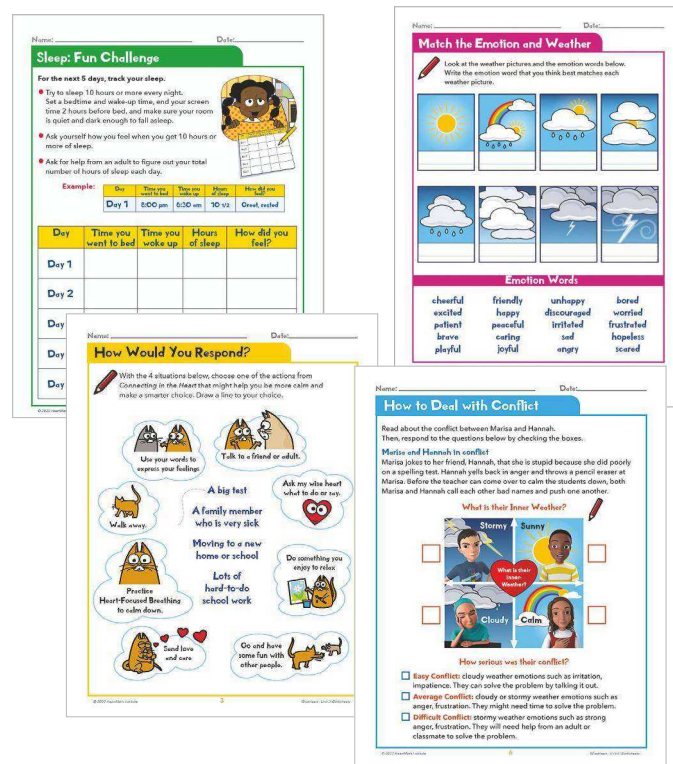 Name: Date:
Sleep: Fun Challenge
For the next 5 days, track your sleep.
Try to sleep 10 hours or more every night.
Set a bedtime and wake-up time, end your screen
time 2 hours before bed, and make sure your room
is quiet and dark enough to fall asleep.
Ask yourself how you feel when you get 10 hours or
more of sleep.
Ask for help from an adult to figure out your total
number of hours of sleep each day.
Example:
Day Time you went to bed Time you woke up Hours of sleep How did you feel?
Day 1 8:00 pm 6:30 am 10 1/2 Great, rested
Day Time you went to bed Time you woke up Hours of sleep How did you feel?
Day 1
Day 2
Day
Day
Day
Name: Date:
Match the Emotion and Weather
Look at the weather pictures and the emotion words below.
Write the emotion word that you think best matches each
weather picture.
Emotion Words
cheerful friendly unhappy bored
excited happy discouraged worried
patient peaceful irritated frustrated
brave caring sad hopeless
playful joyful angry scared
Name: Date:
How Would You Respond?
With the 4 situations below, choose one of the actions from
Connecting in the Heart that might help you be more calm and
make a smarter choice. Draw a line to your choice.
Use your words to
express your feelings
Talk to a friend or adult.
Ask my wise heart
what to do or say.
Walk away.
A big test
A family member
who is very sick
Moving to a new
home or school
Lots of
hard-to-do
school work
Practice
Heart-Focused Breathing
to calm down.
Do something you
enjoy to relax
Send love
and care
Go and have
some fun with
other people.
Name: Date:
How to Deal with Conflict
Read about the conflict between Marisa and Hannah.
Then, respond to the questions below by checking the boxes.
Marisa and Hannah in conflict
Marisa jokes to her friend, Hannah, that she is stupid because she did poorly
on a spelling test. Hannah yells back in anger and throws a pencil eraser at
Marisa. Before the teacher can come over to calm the students down, both
Marisa and Hannah call each other bad names and push one another.
What is their Inner Weather?
Stormy Sunny
What is their
Inner-
Weather?
Cloudy Calm
How serious was their conflict?
Easy Conflict: cloudy weather emotions such as irritation,
impatience. They can solve the problem by talking it out.
Average Conflict: cloudy or stormy weather emotions such as
anger, frustration. They might need time to solve the problem.
Difficult Conflict: stormy weather emotions such as strong
anger, frustration. They will need help from an adult or
classmate to solve the problem.